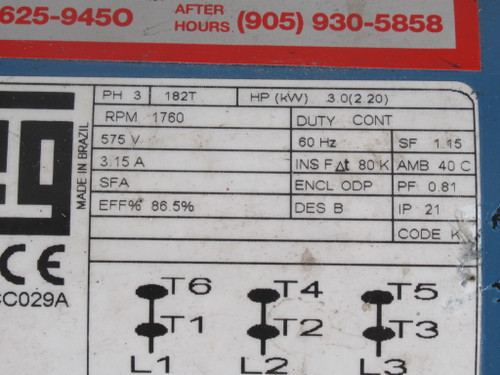 625-9450 AFTER HOURS (905) 930-5858
PH 3 182T HP (kW) 3.0(2.20)
RPM 1760 DUTY CONT
575 V 60 Hz SF 1.15
3.15 A INS F Δt 80 K AMB 40 C
SFA ENCL ODP PF 0.81
EFF% 86.5% DES B IP 21
CODE K
MADE IN BRAZIL
CE
CC029A
T6 T4 T5
T1 T2 T3
L1 L2 L3